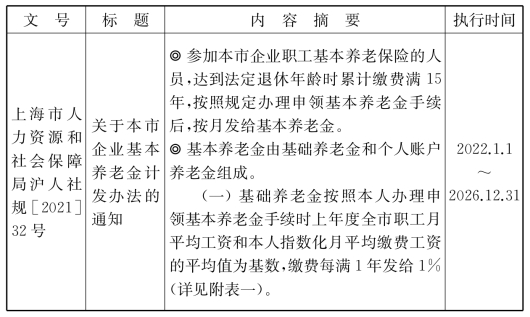 文 号
标 题
内 容 摘 要
执行时间
上海市人
力资源和
社会保障
局沪人社
规〔2021〕
32 号
关于本市
企业基本
养老金计
发办法的
通知
◎ 参加本市企业职工基本养老保险的人
员,达到法定退休年龄时累计缴费满 15
年,按照规定办理申领基本养老金手续
后,按月发给基本养老金。
◎ 基本养老金由基础养老金和个人账户
养老金组成。
（一）基础养老金按照本人办理申
领基本养老金手续时上年度全市职工月
平均工资和本人指数化月平均缴费工资
的平均值为基数,缴费每满 1 年发给 1%
(详见附表一)。
2022.1.1
～
2026.12.31